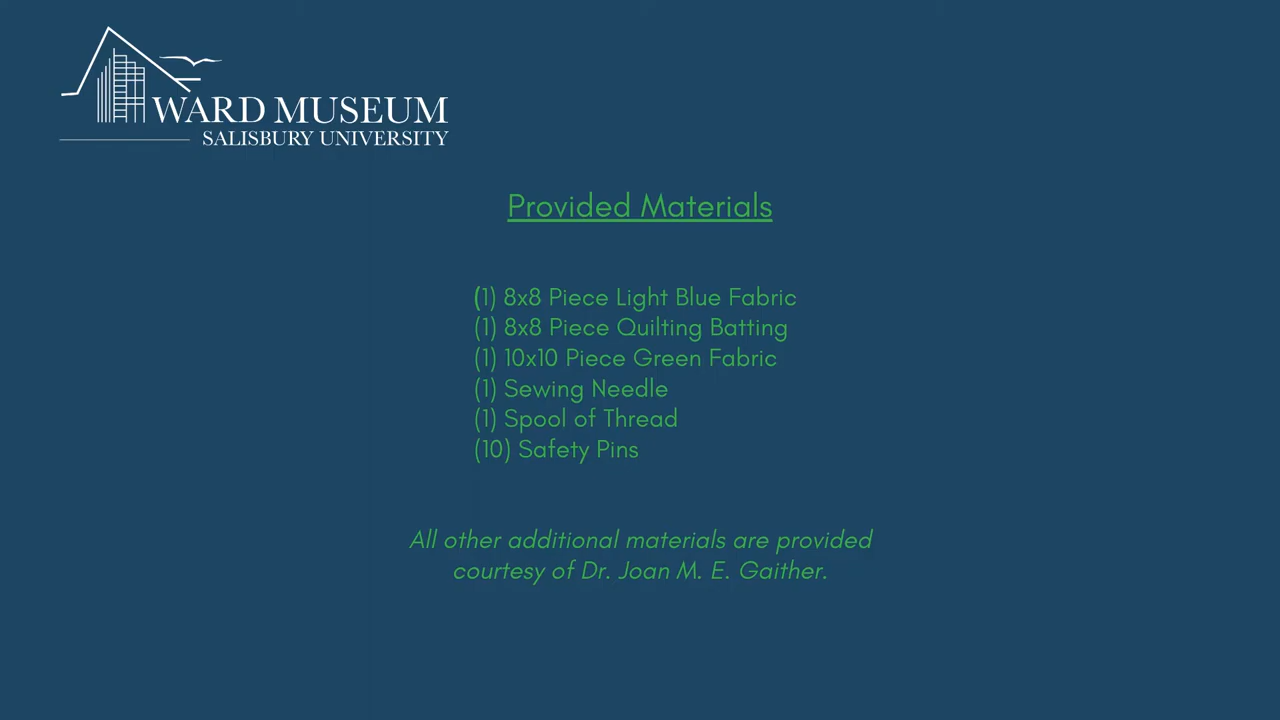 WARD MUSEUM
SALISBURY UNIVERSITY
Provided Materials
(1) 8x8 Piece Light Blue Fabric
(1) 8x8 Piece Quilting Batting
(1) 10x10 Piece Green Fabric
(1) Sewing Needle
(1) Spool of Thread
(10) Safety Pins
All other additional materials are provided
courtesy of Dr. Joan M. E. Gaither.